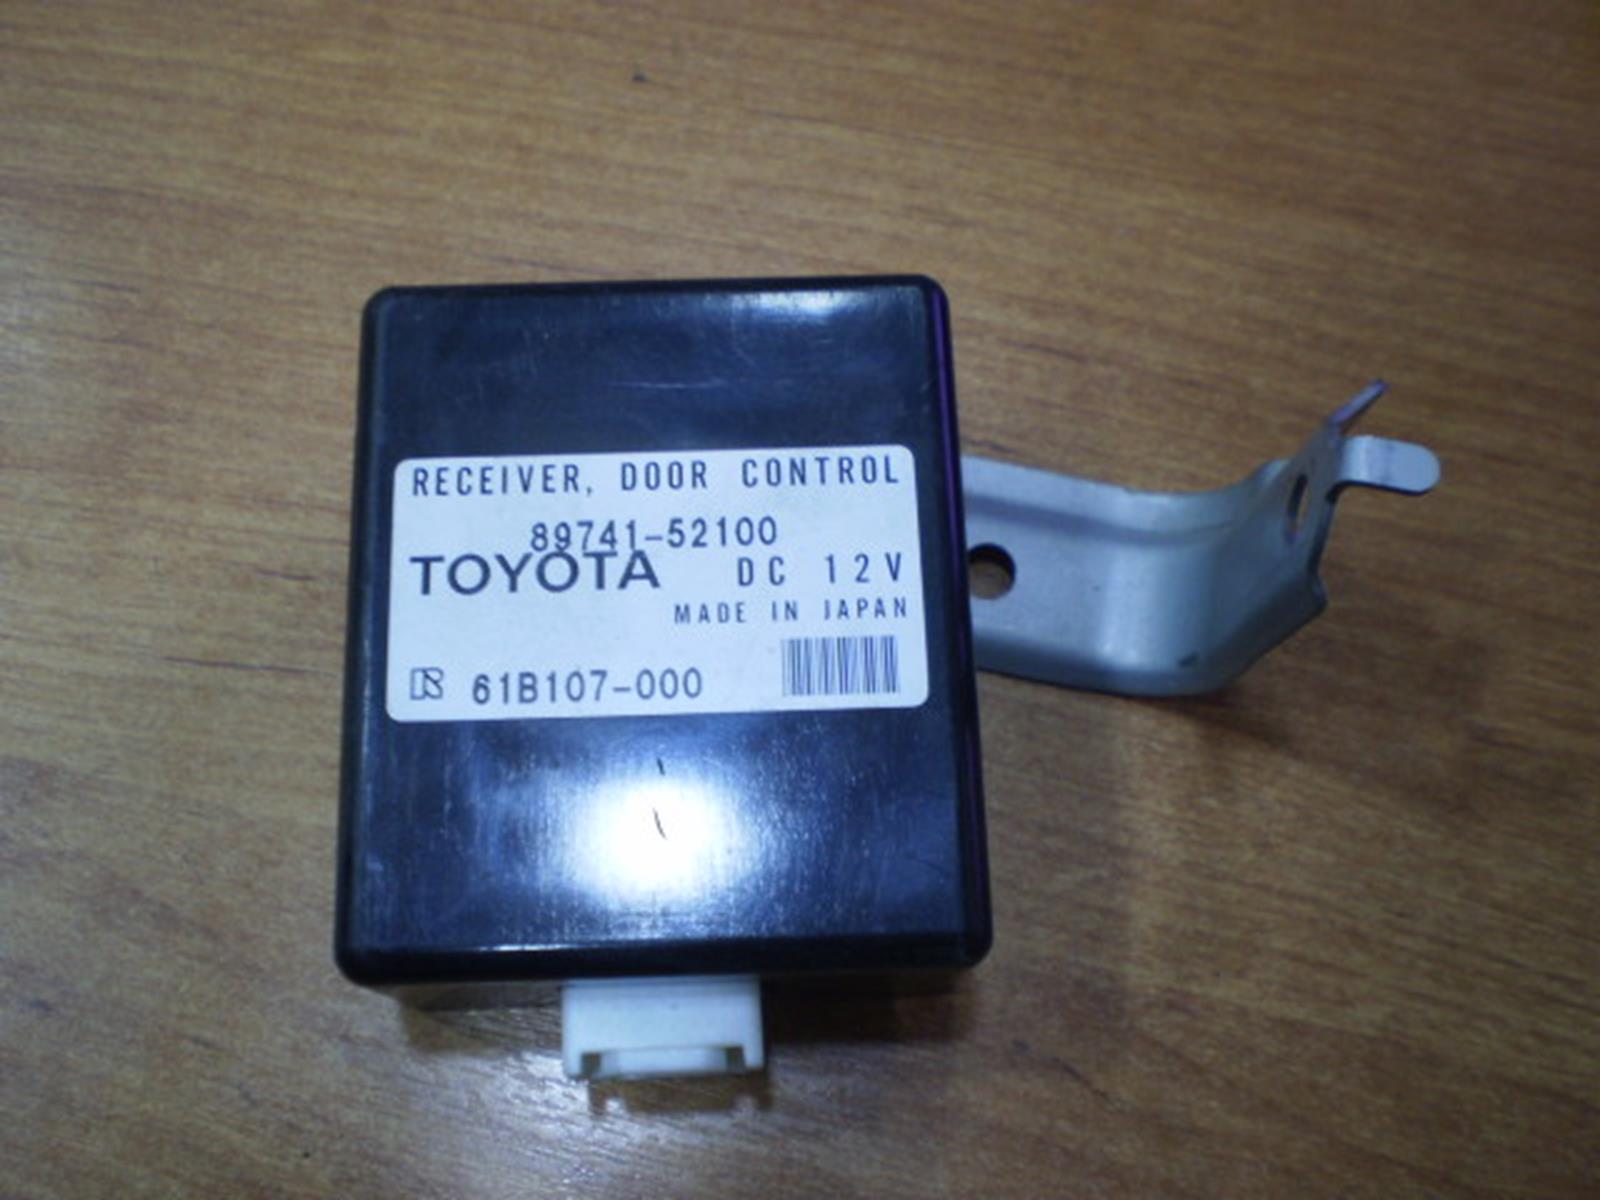 RECEIVER, DOOR CONTROL
89741-52100
TOYOTA DC 12V
MADE IN JAPAN
61B107-000